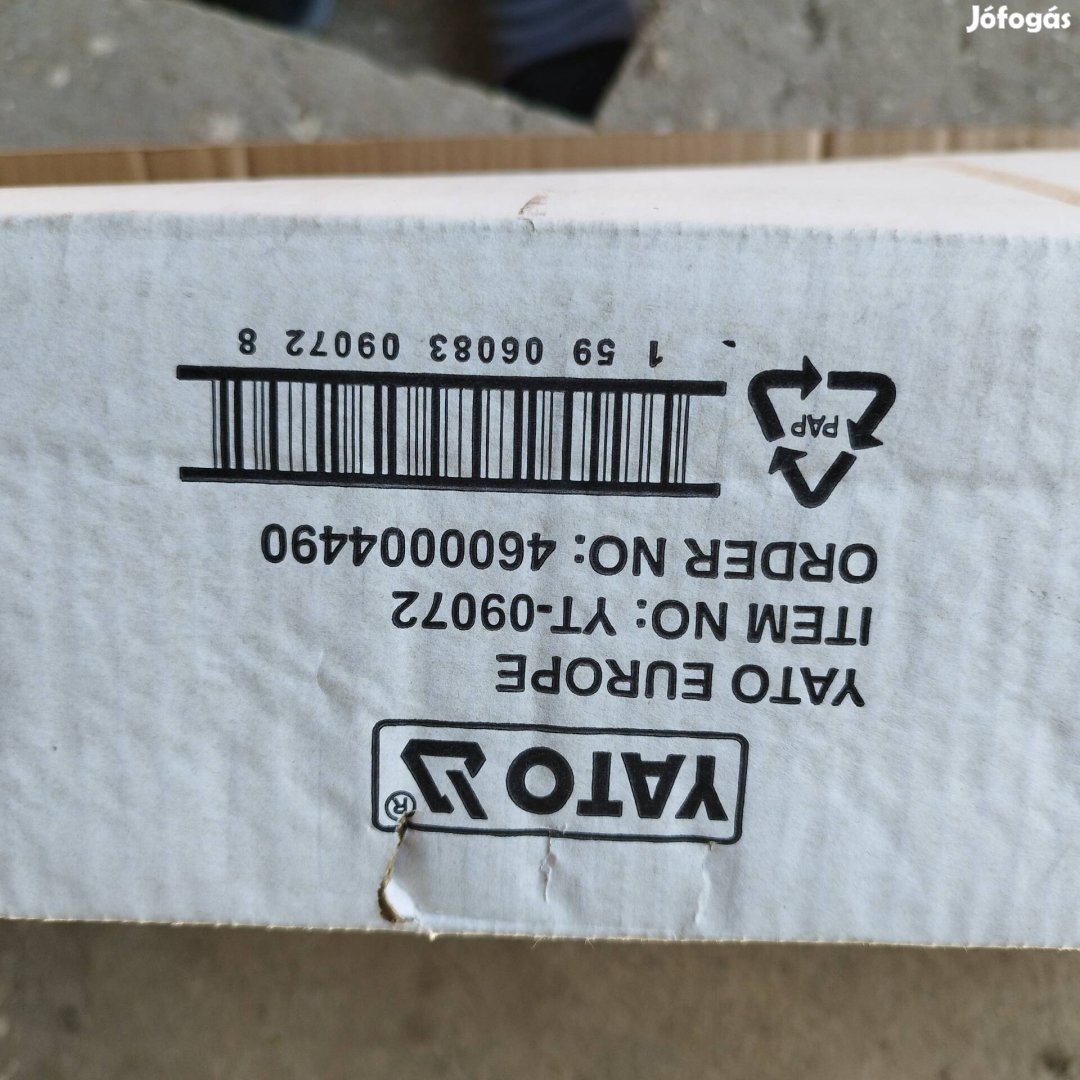 Jófogás
YATO ®
YATO EUROPE
ITEM NO: YT-09072
ORDER NO: 4600004490
PAP
1 59 06083 09072 8